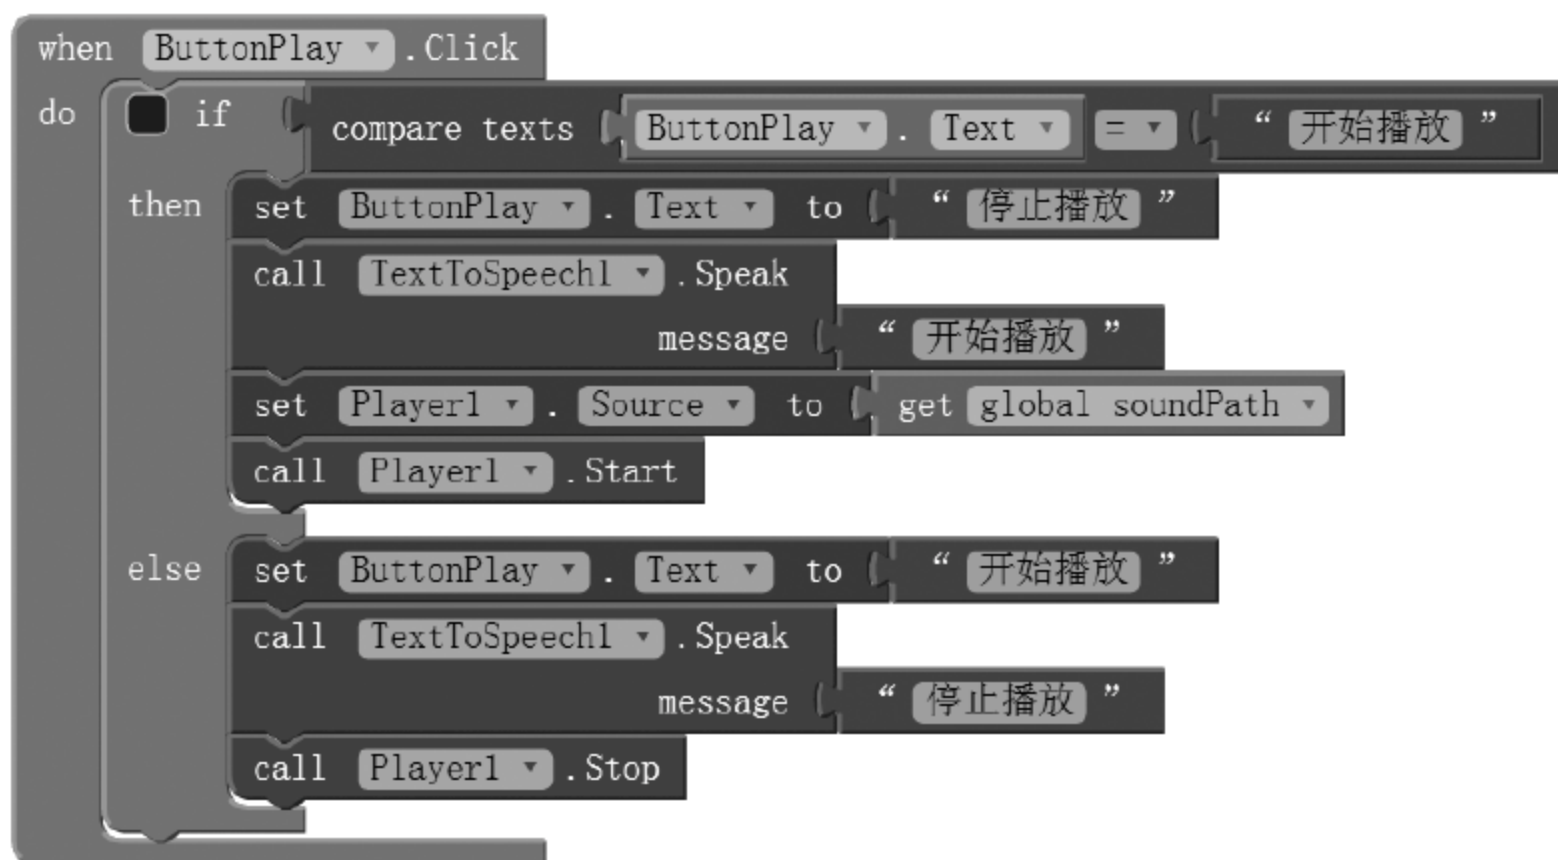 when ButtonPlay .Click
do if compare texts ButtonPlay . Text = “ 开始播放 ”
then set ButtonPlay . Text to “ 停止播放 ”
call TextToSpeech1 .Speak
message “ 开始播放 ”
set Player1 . Source to get global soundPath
call Player1 .Start
else set ButtonPlay . Text to “ 开始播放 ”
call TextToSpeech1 .Speak
message “ 停止播放 ”
call Player1 .Stop